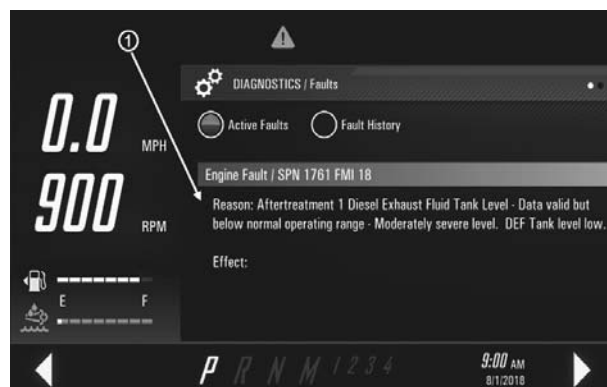 1
DIAGNOSTICS / Faults
Active Faults
Fault History
0.0 MPH
Engine Fault / SPN 1761 FMI 18
900 RPM
Reason: Aftertreatment 1 Diesel Exhaust Fluid Tank Level - Data valid but
below normal operating range - Moderately severe level. DEF Tank level low.
Effect:
E F
P R N M 1 2 3 4
9:00 AM
8/1/2018